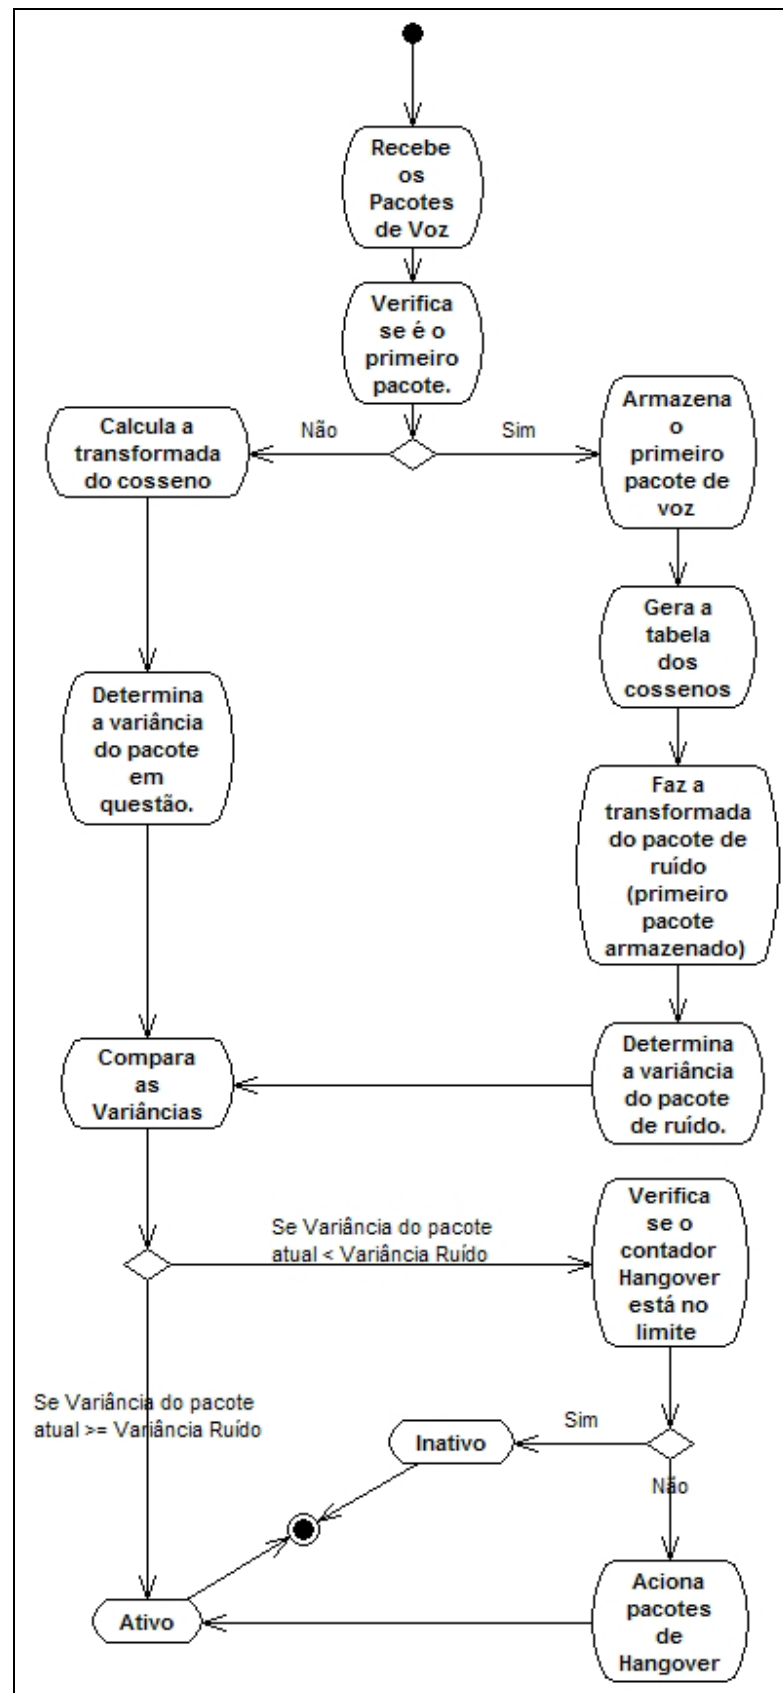 Recebe
os
Pacotes
de Voz
Verifica
se é o
primeiro
pacote.
Não
Sim
Calcula a
transformada
do cosseno
Armazena
o
primeiro
pacote de
voz
Gera a
tabela
dos
cossenos
Determina
a variância
do pacote
em
questão.
Faz a
transformada
do pacote de
ruído
(primeiro
pacote
armazenado)
Compara
as
Variâncias
Determina
a variância
do pacote
de ruído.
Se Variância do pacote
atual < Variância Ruído
Verifica
se o
contador
Hangover
está no
limite
Se Variância do pacote
atual >= Variância Ruído
Sim
Inativo
Não
Ativo
Aciona
pacotes
de
Hangover